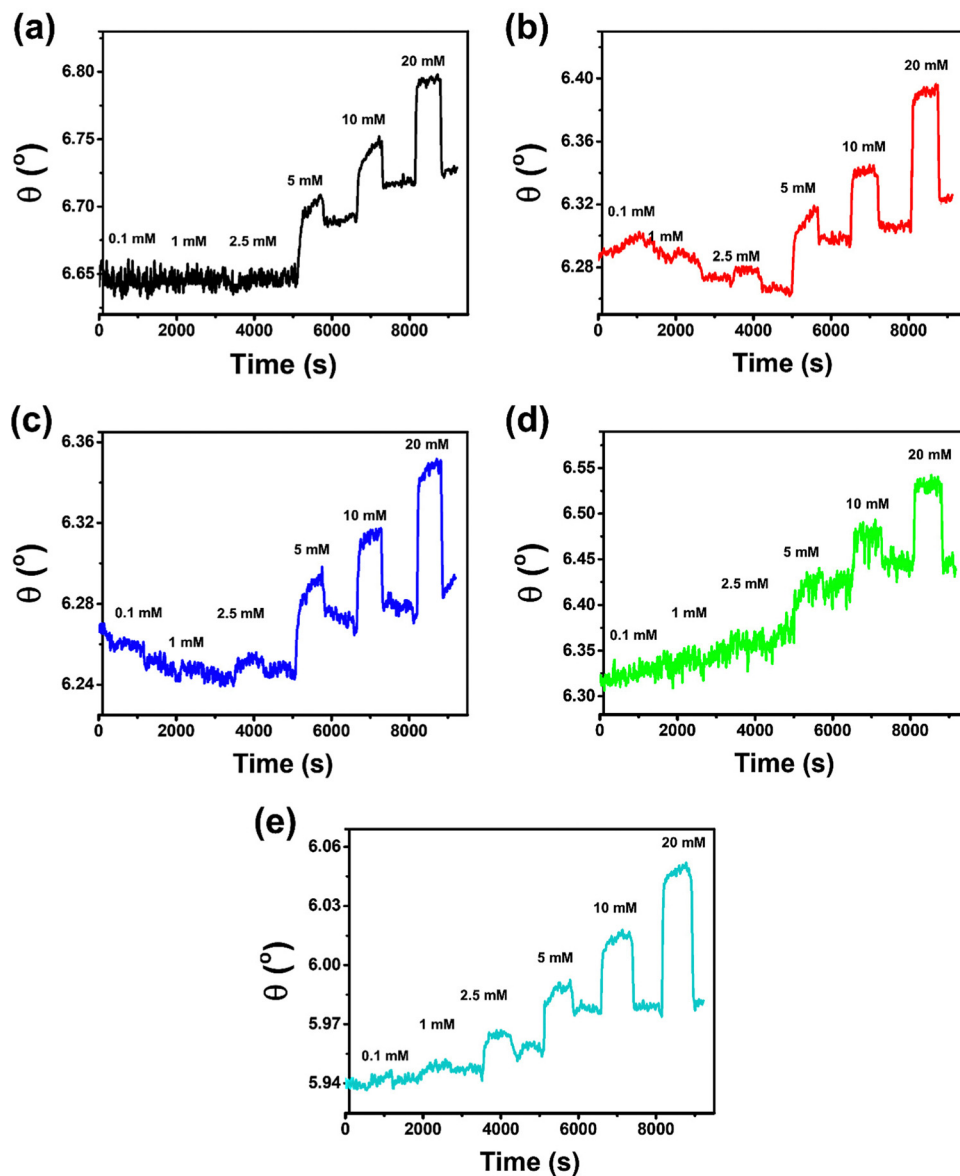 (a)
6.80
6.75
6.70
6.65
θ (º)
0.1 mM
1 mM
2.5 mM
5 mM
10 mM
20 mM
0
2000
4000
6000
8000
Time (s)
(b)
6.40
6.36
6.32
6.28
θ (º)
0.1 mM
1 mM
2.5 mM
5 mM
10 mM
20 mM
0
2000
4000
6000
8000
Time (s)
(c)
6.36
6.32
6.28
6.24
θ (º)
0.1 mM
1 mM
2.5 mM
5 mM
10 mM
20 mM
0
2000
4000
6000
8000
Time (s)
(d)
6.55
6.50
6.45
6.40
6.35
6.30
θ (º)
0.1 mM
1 mM
2.5 mM
5 mM
10 mM
20 mM
0
2000
4000
6000
8000
Time (s)
(e)
6.06
6.03
6.00
5.97
5.94
θ (º)
0.1 mM
1 mM
2.5 mM
5 mM
10 mM
20 mM
0
2000
4000
6000
8000
Time (s)